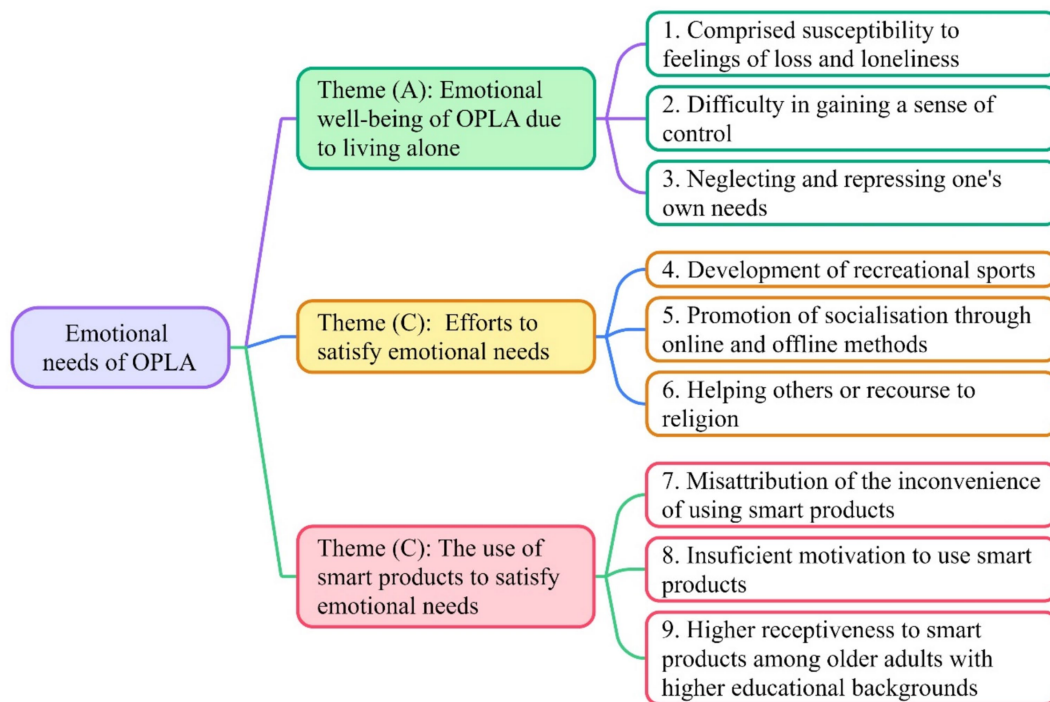 Emotional
needs of OPLA
Theme (A): Emotional
well-being of OPLA due
to living alone
1. Comprised susceptibility to
feelings of loss and loneliness
2. Difficulty in gaining a sense of
control
3. Neglecting and repressing one's
own needs
Theme (C): Efforts to
satisfy emotional needs
4. Development of recreational sports
5. Promotion of socialisation through
online and offline methods
6. Helping others or recourse to
religion
Theme (C): The use of
smart products to satisfy
emotional needs
7. Misattribution of the inconvenience
of using smart products
8. Insuficient motivation to use smart
products
9. Higher receptiveness to smart
products among older adults with
higher educational backgrounds